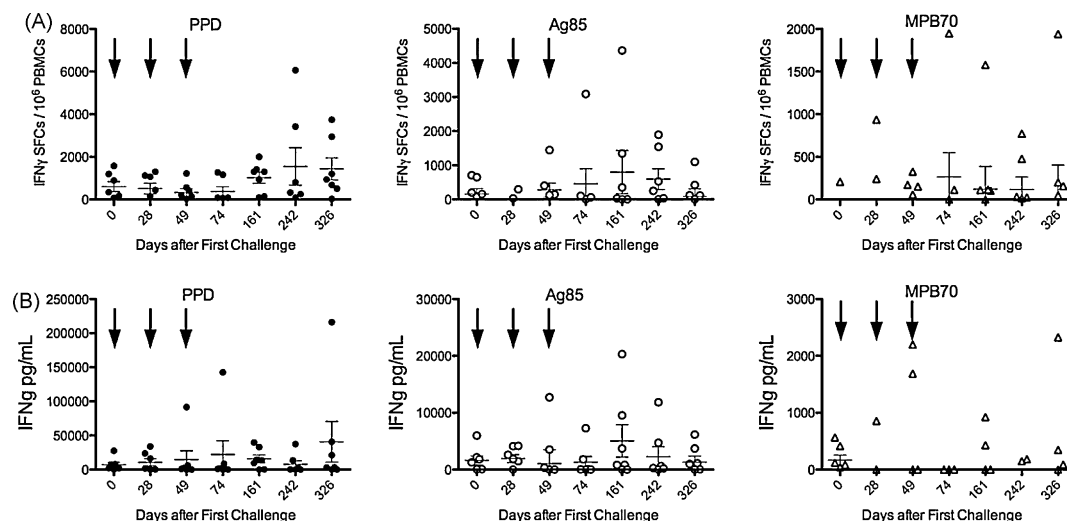 (A)
PPD
IFNγ SFCs / 10⁶ PBMCs
8000
6000
4000
2000
0
0 28 49 74 161 242 326
Days after First Challenge
Ag85
IFNγ SFCs / 10⁶ PBMCs
5000
4000
3000
2000
1000
0
0 28 49 74 161 242 326
Days after First Challenge
MPB70
IFNγ SFCs / 10⁶ PBMCs
2000
1500
1000
500
0
0 28 49 74 161 242 326
Days after First Challenge
(B)
PPD
IFNg pg/mL
250000
200000
150000
100000
50000
0
0 28 49 74 161 242 326
Days after First Challenge
Ag85
IFNg pg/mL
30000
20000
10000
0
0 28 49 74 161 242 326
Days after First Challenge
MPB70
IFNg pg/mL
3000
2000
1000
0
0 28 49 74 161 242 326
Days after First Challenge